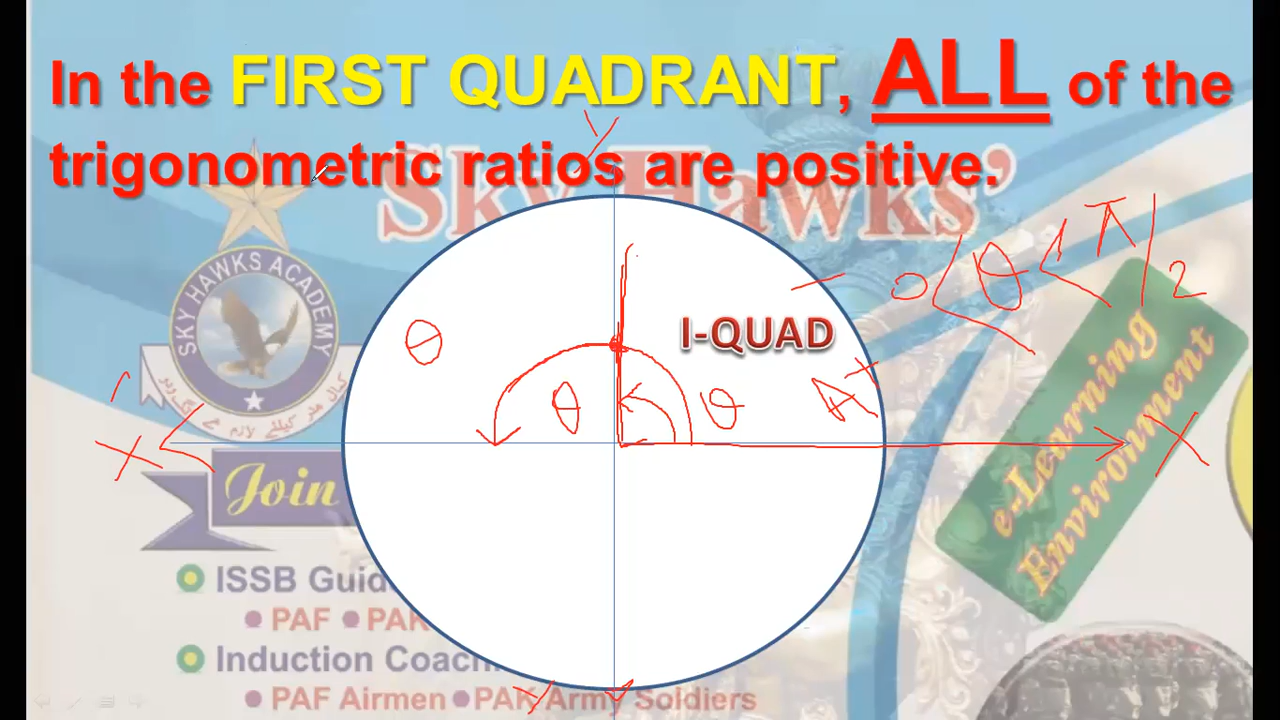 In the FIRST QUADRANT, ALL of the
trigonometric ratios are positive.
Sky Hawks'
SKY HAWKS ACADEMY
Y
0<θ<π/2
I-QUAD
θ
θ
θ
A+
X
X'
e-Learning
Environment
Join
ISSB Guid
PAF
PAK
Induction Coach
PAF Airmen
PAK Army Soldiers
Y'